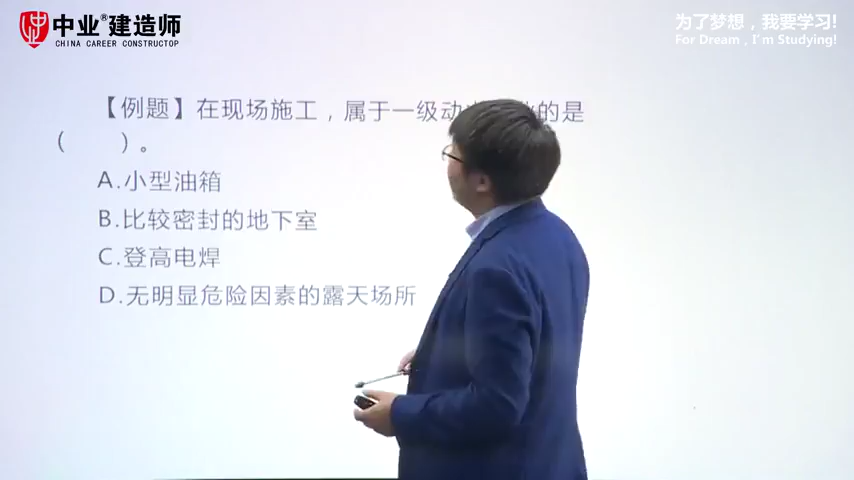 中业®建造师
CHINA CAREER CONSTRUCTOP
为了梦想，我要学习!
For Dream, I'm Studying!
【例题】在现场施工，属于一级动 的是
（　　）。
A.小型油箱
B.比较密封的地下室
C.登高电焊
D.无明显危险因素的露天场所